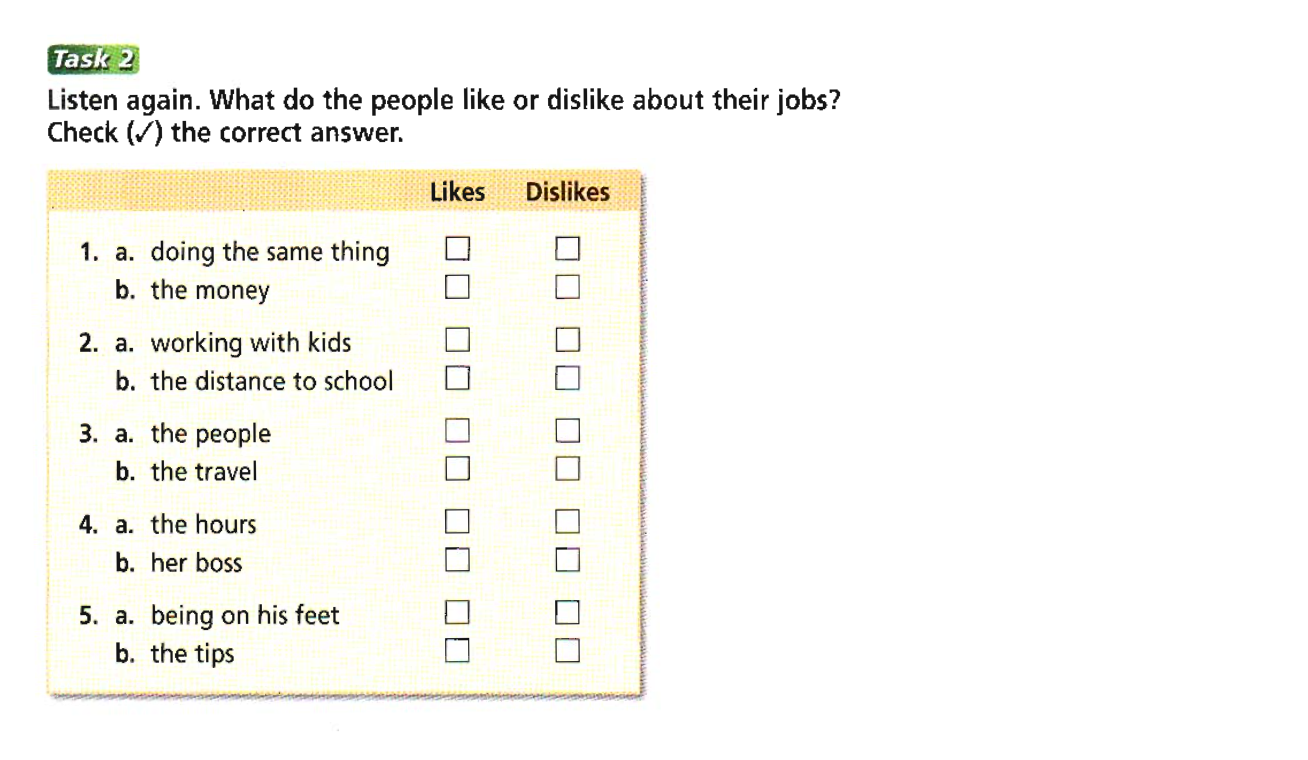 Task 2
Listen again. What do the people like or dislike about their jobs?
Check (✓) the correct answer.
Likes Dislikes
1. a. doing the same thing
b. the money
2. a. working with kids
b. the distance to school
3. a. the people
b. the travel
4. a. the hours
b. her boss
5. a. being on his feet
b. the tips